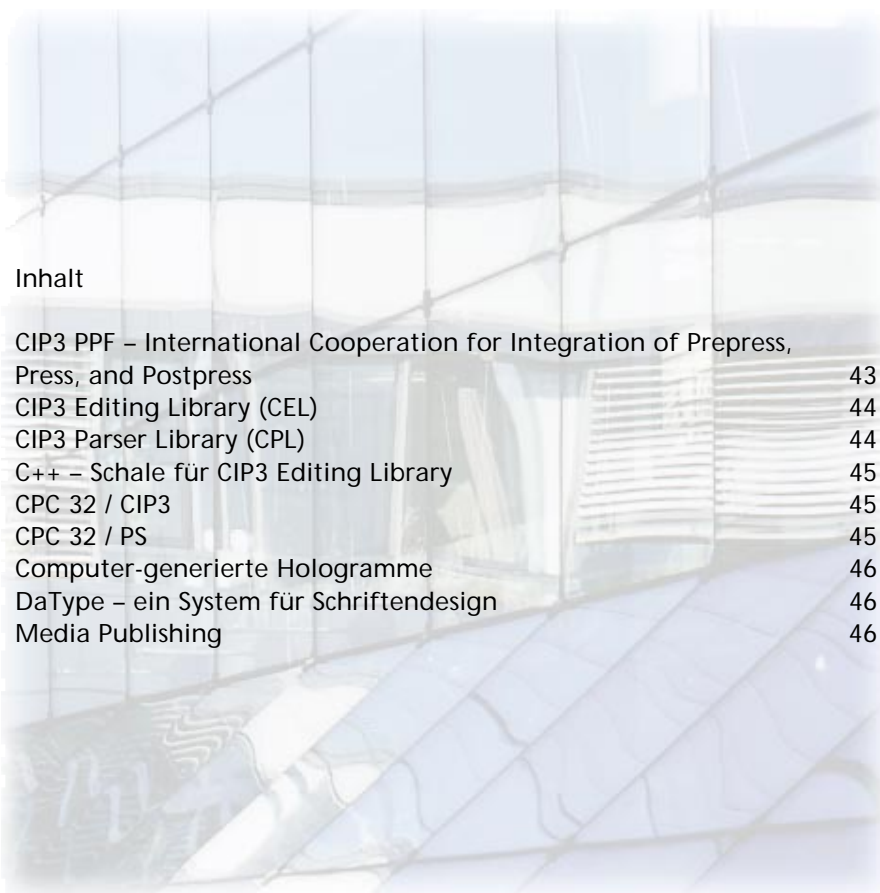 Inhalt
CIP3 PPF – International Cooperation for Integration of Prepress,
Press, and Postpress 43
CIP3 Editing Library (CEL) 44
CIP3 Parser Library (CPL) 44
C++ – Schale für CIP3 Editing Library 45
CPC 32 / CIP3 45
CPC 32 / PS 45
Computer-generierte Hologramme 46
DaType – ein System für Schriftendesign 46
Media Publishing 46